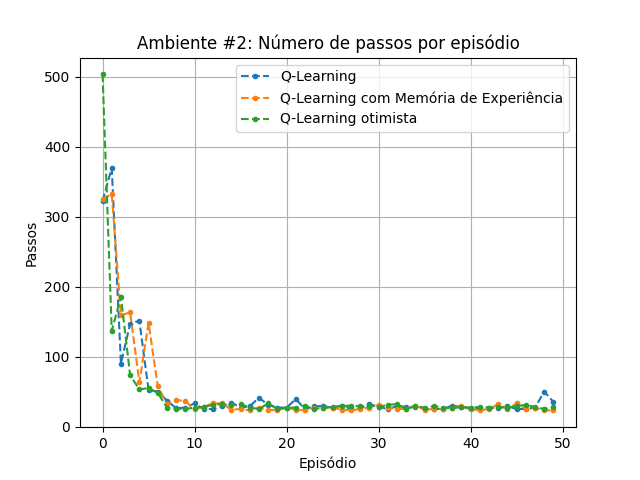 Ambiente #2: Número de passos por episódio
Q-Learning
Q-Learning com Memória de Experiência
Q-Learning otimista
Passos
500
400
300
200
100
0
0 10 20 30 40 50
Episódio